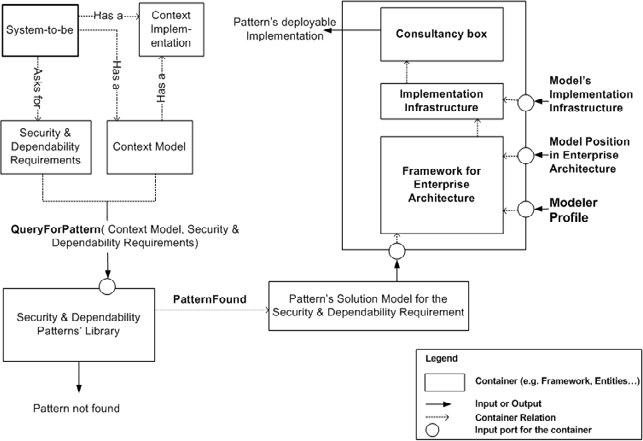 System-to-be
Has a
Context
Implem-
entation
Asks for
Has a
Has a
Security &
Dependability
Requirements
Context Model
QueryForPattern( Context Model, Security &
Dependability Requirements)
Security & Dependability
Patterns' Library
PatternFound
Pattern not found
Pattern's Solution Model for the
Security & Dependability Requirement
Pattern's deployable
Implementation
Consultancy box
Implementation
Infrastructure
Framework for
Enterprise
Architecture
Model's
Implementation
Infrastructure
Model Position
in Enterprise
Architecture
Modeler
Profile
Legend
Container (e.g. Framework, Entities...)
Input or Output
Container Relation
Input port for the container